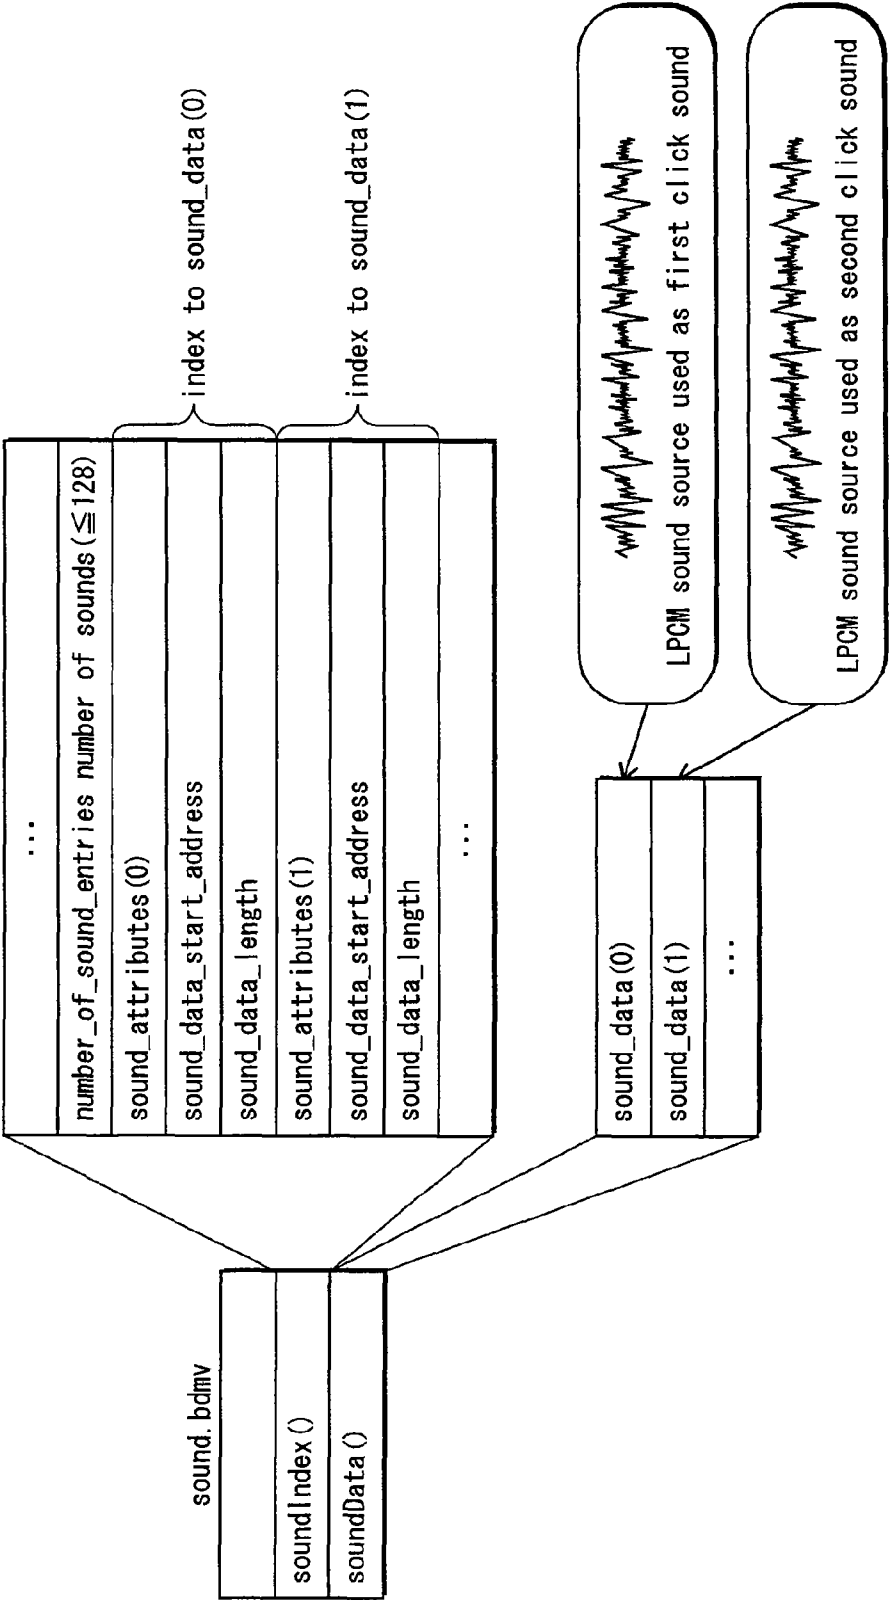 sound.bdmv
soundIndex()
soundData()
...
number_of_sound_entries number of sounds(≦128)
sound_attributes(0)
sound_data_start_address
sound_data_length
sound_attributes(1)
sound_data_start_address
sound_data_length
...
index to sound_data(0)
index to sound_data(1)
sound_data(0)
sound_data(1)
...
LPCM sound source used as first click sound
LPCM sound source used as second click sound